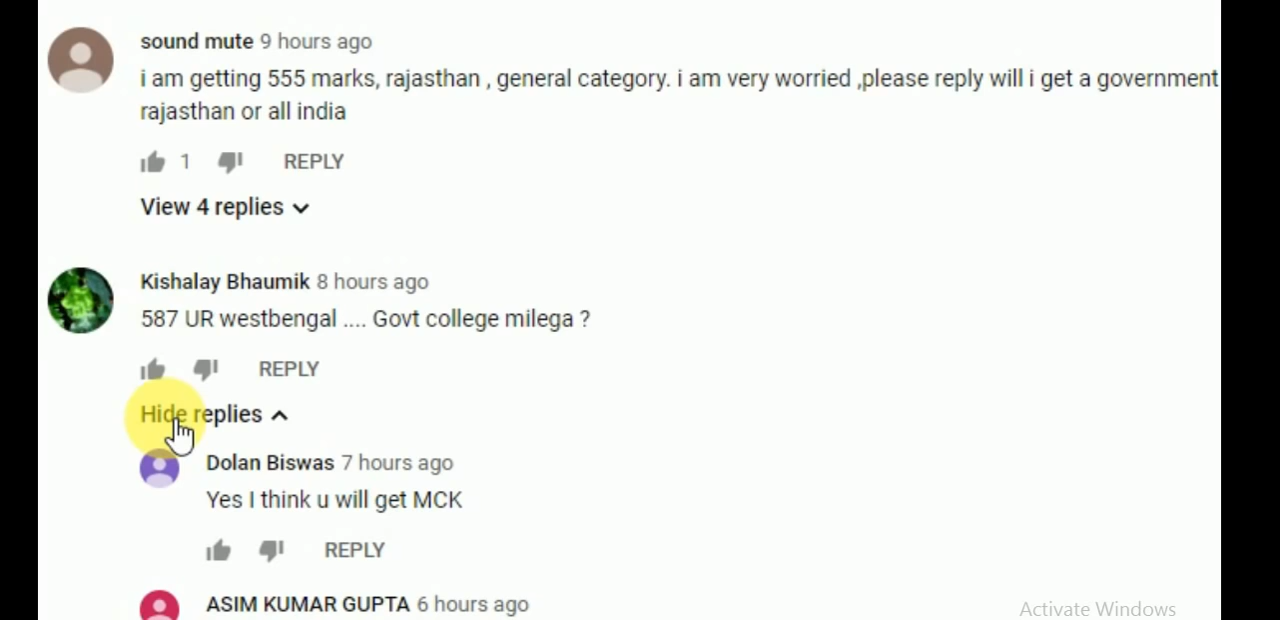 sound mute 9 hours ago
i am getting 555 marks, rajasthan , general category. i am very worried ,please reply will i get a government
rajasthan or all india
1 REPLY
View 4 replies
Kishalay Bhaumik 8 hours ago
587 UR westbengal .... Govt college milega ?
REPLY
Hide replies
Dolan Biswas 7 hours ago
Yes I think u will get MCK
REPLY
ASIM KUMAR GUPTA 6 hours ago
Activate Windows